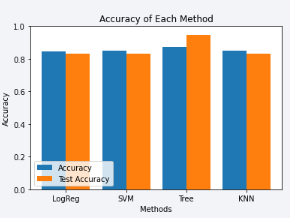 Accuracy of Each Method
1.0
0.8
0.6
0.4
0.2
0.0
Accuracy
Accuracy
Test Accuracy
LogReg SVM Tree KNN
Methods